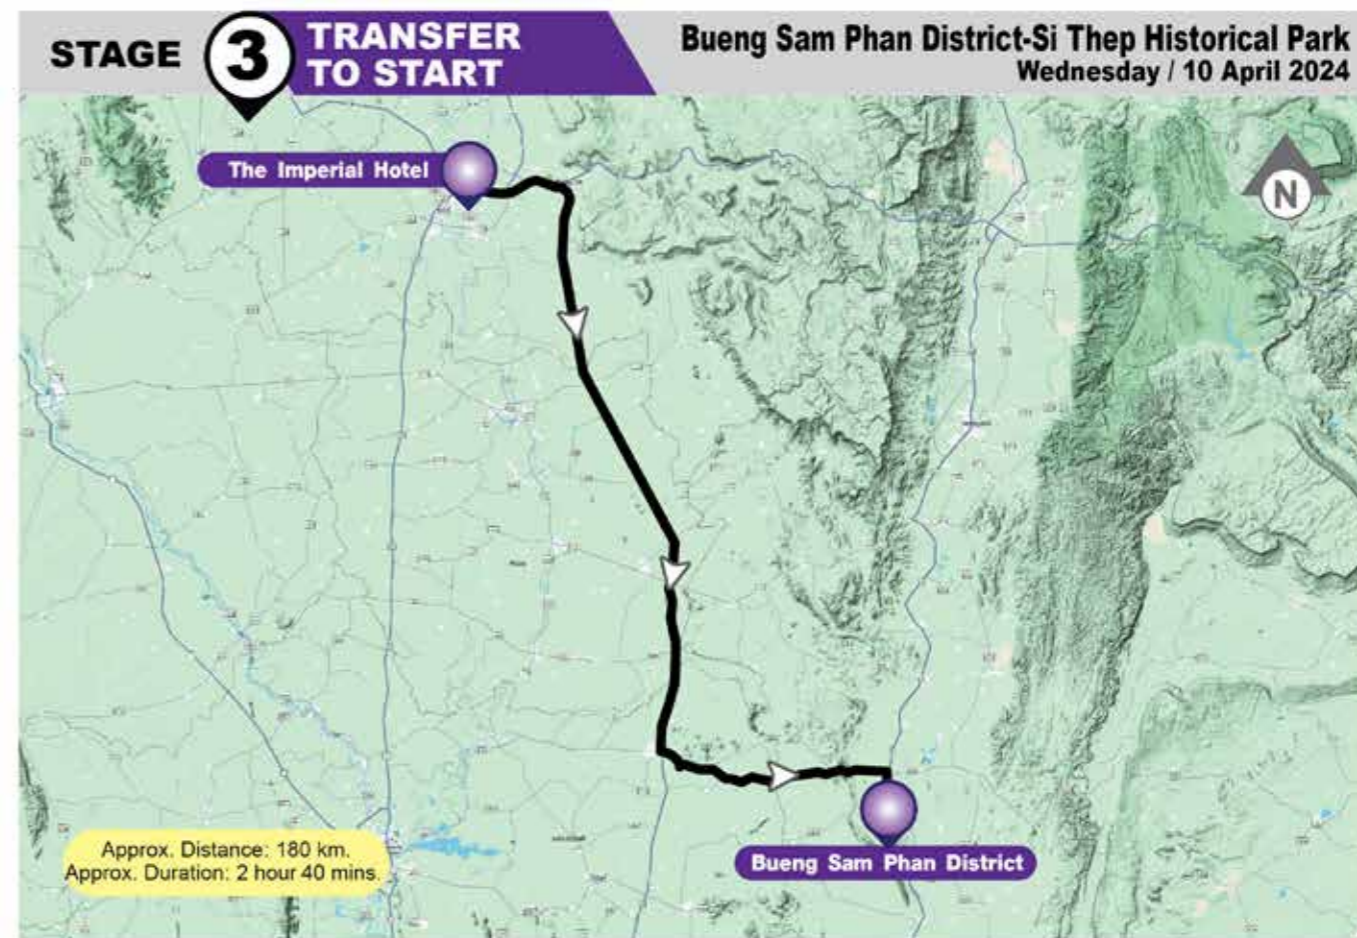 STAGE
3
TRANSFER
TO START
Bueng Sam Phan District-Si Thep Historical Park
Wednesday / 10 April 2024
The Imperial Hotel
N
Bueng Sam Phan District
Approx. Distance: 180 km.
Approx. Duration: 2 hour 40 mins.